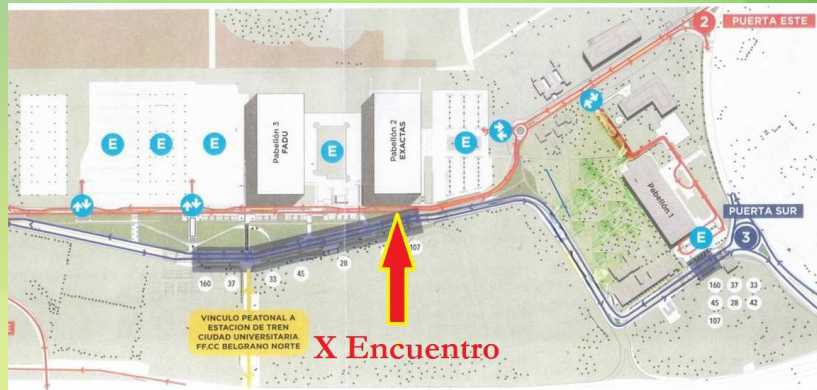 2
PUERTA ESTE
Pabellón 3
FADU
Pabellón 2
EXACTAS
E
E
E
E
E
Pabellón 1
PUERTA SUR
E
3
107
28
45
33
37
160
160
37
33
45
28
42
107
VINCULO PEATONAL A
ESTACION DE TREN
CIUDAD UNIVERSITARIA
FF.CC BELGRANO NORTE
X Encuentro